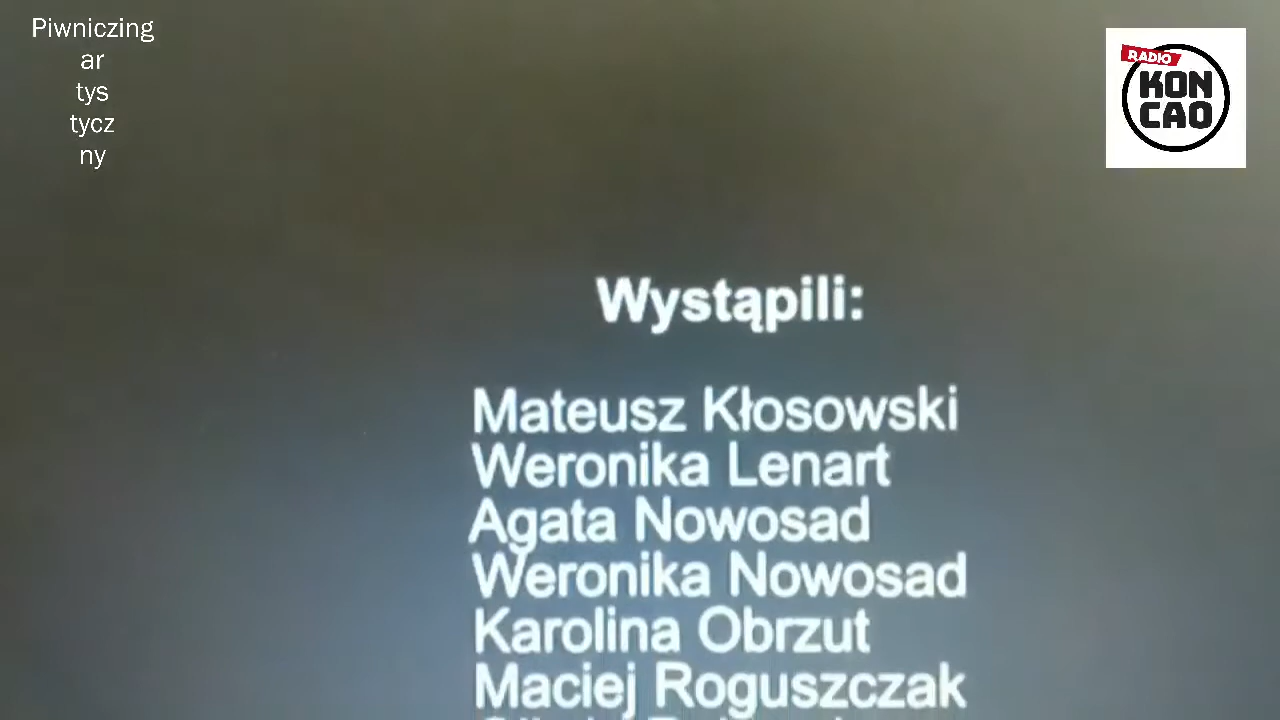 Piwniczing
ar
tys
tycz
ny
RADIO
KON
CAO
Wystąpili:
Mateusz Kłosowski
Weronika Lenart
Agata Nowosad
Weronika Nowosad
Karolina Obrzut
Maciej Roguszczak